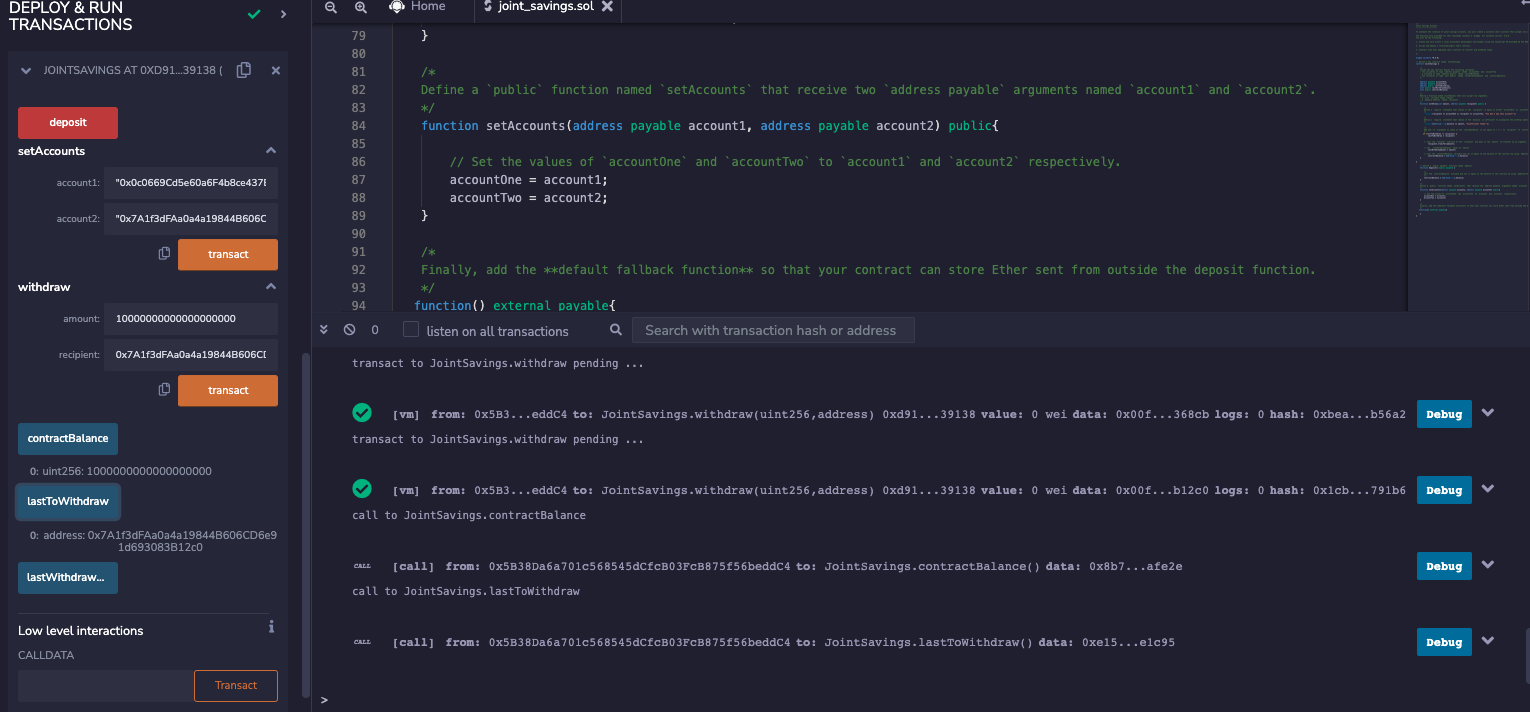 DEPLOY & RUN
TRANSACTIONS
JOINTSAVINGS AT 0XD91...39138 (
deposit
setAccounts
account1: "0x0c0669Cd5e60a6F4b8ce437E
account2: "0x7A1f3dFAa0a4a19844B606C
transact
withdraw
amount: 10000000000000000000
recipient: 0x7A1f3dFAa0a4a19844B606CD
transact
contractBalance
0: uint256: 1000000000000000000
lastToWithdraw
0: address: 0x7A1f3dFAa0a4a19844B606CD6e9
1d693083B12c0
lastWithdraw...
Low level interactions
CALLDATA
Transact
Home
joint_savings.sol
79 }
80
81 /*
82 Define a `public` function named `setAccounts` that receive two `address payable` arguments named `account1` and `account2`.
83 */
84 function setAccounts(address payable account1, address payable account2) public{
85
86 // Set the values of `accountOne` and `accountTwo` to `account1` and `account2` respectively.
87 accountOne = account1;
88 accountTwo = account2;
89 }
90
91 /*
92 Finally, add the **default fallback function** so that your contract can store Ether sent from outside the deposit function.
93 */
94 function() external payable{
0 listen on all transactions Search with transaction hash or address
transact to JointSavings.withdraw pending ...
[vm] from: 0x5B3...eddC4 to: JointSavings.withdraw(uint256,address) 0xd91...39138 value: 0 wei data: 0x00f...368cb logs: 0 hash: 0xbea...b56a2 Debug
transact to JointSavings.withdraw pending ...
[vm] from: 0x5B3...eddC4 to: JointSavings.withdraw(uint256,address) 0xd91...39138 value: 0 wei data: 0x00f...b12c0 logs: 0 hash: 0x1cb...791b6 Debug
call to JointSavings.contractBalance
CALL [call] from: 0x5B38Da6a701c568545dCfcB03FcB875f56beddC4 to: JointSavings.contractBalance() data: 0x8b7...afe2e Debug
call to JointSavings.lastToWithdraw
CALL [call] from: 0x5B38Da6a701c568545dCfcB03FcB875f56beddC4 to: JointSavings.lastToWithdraw() data: 0xe15...e1c95 Debug
>